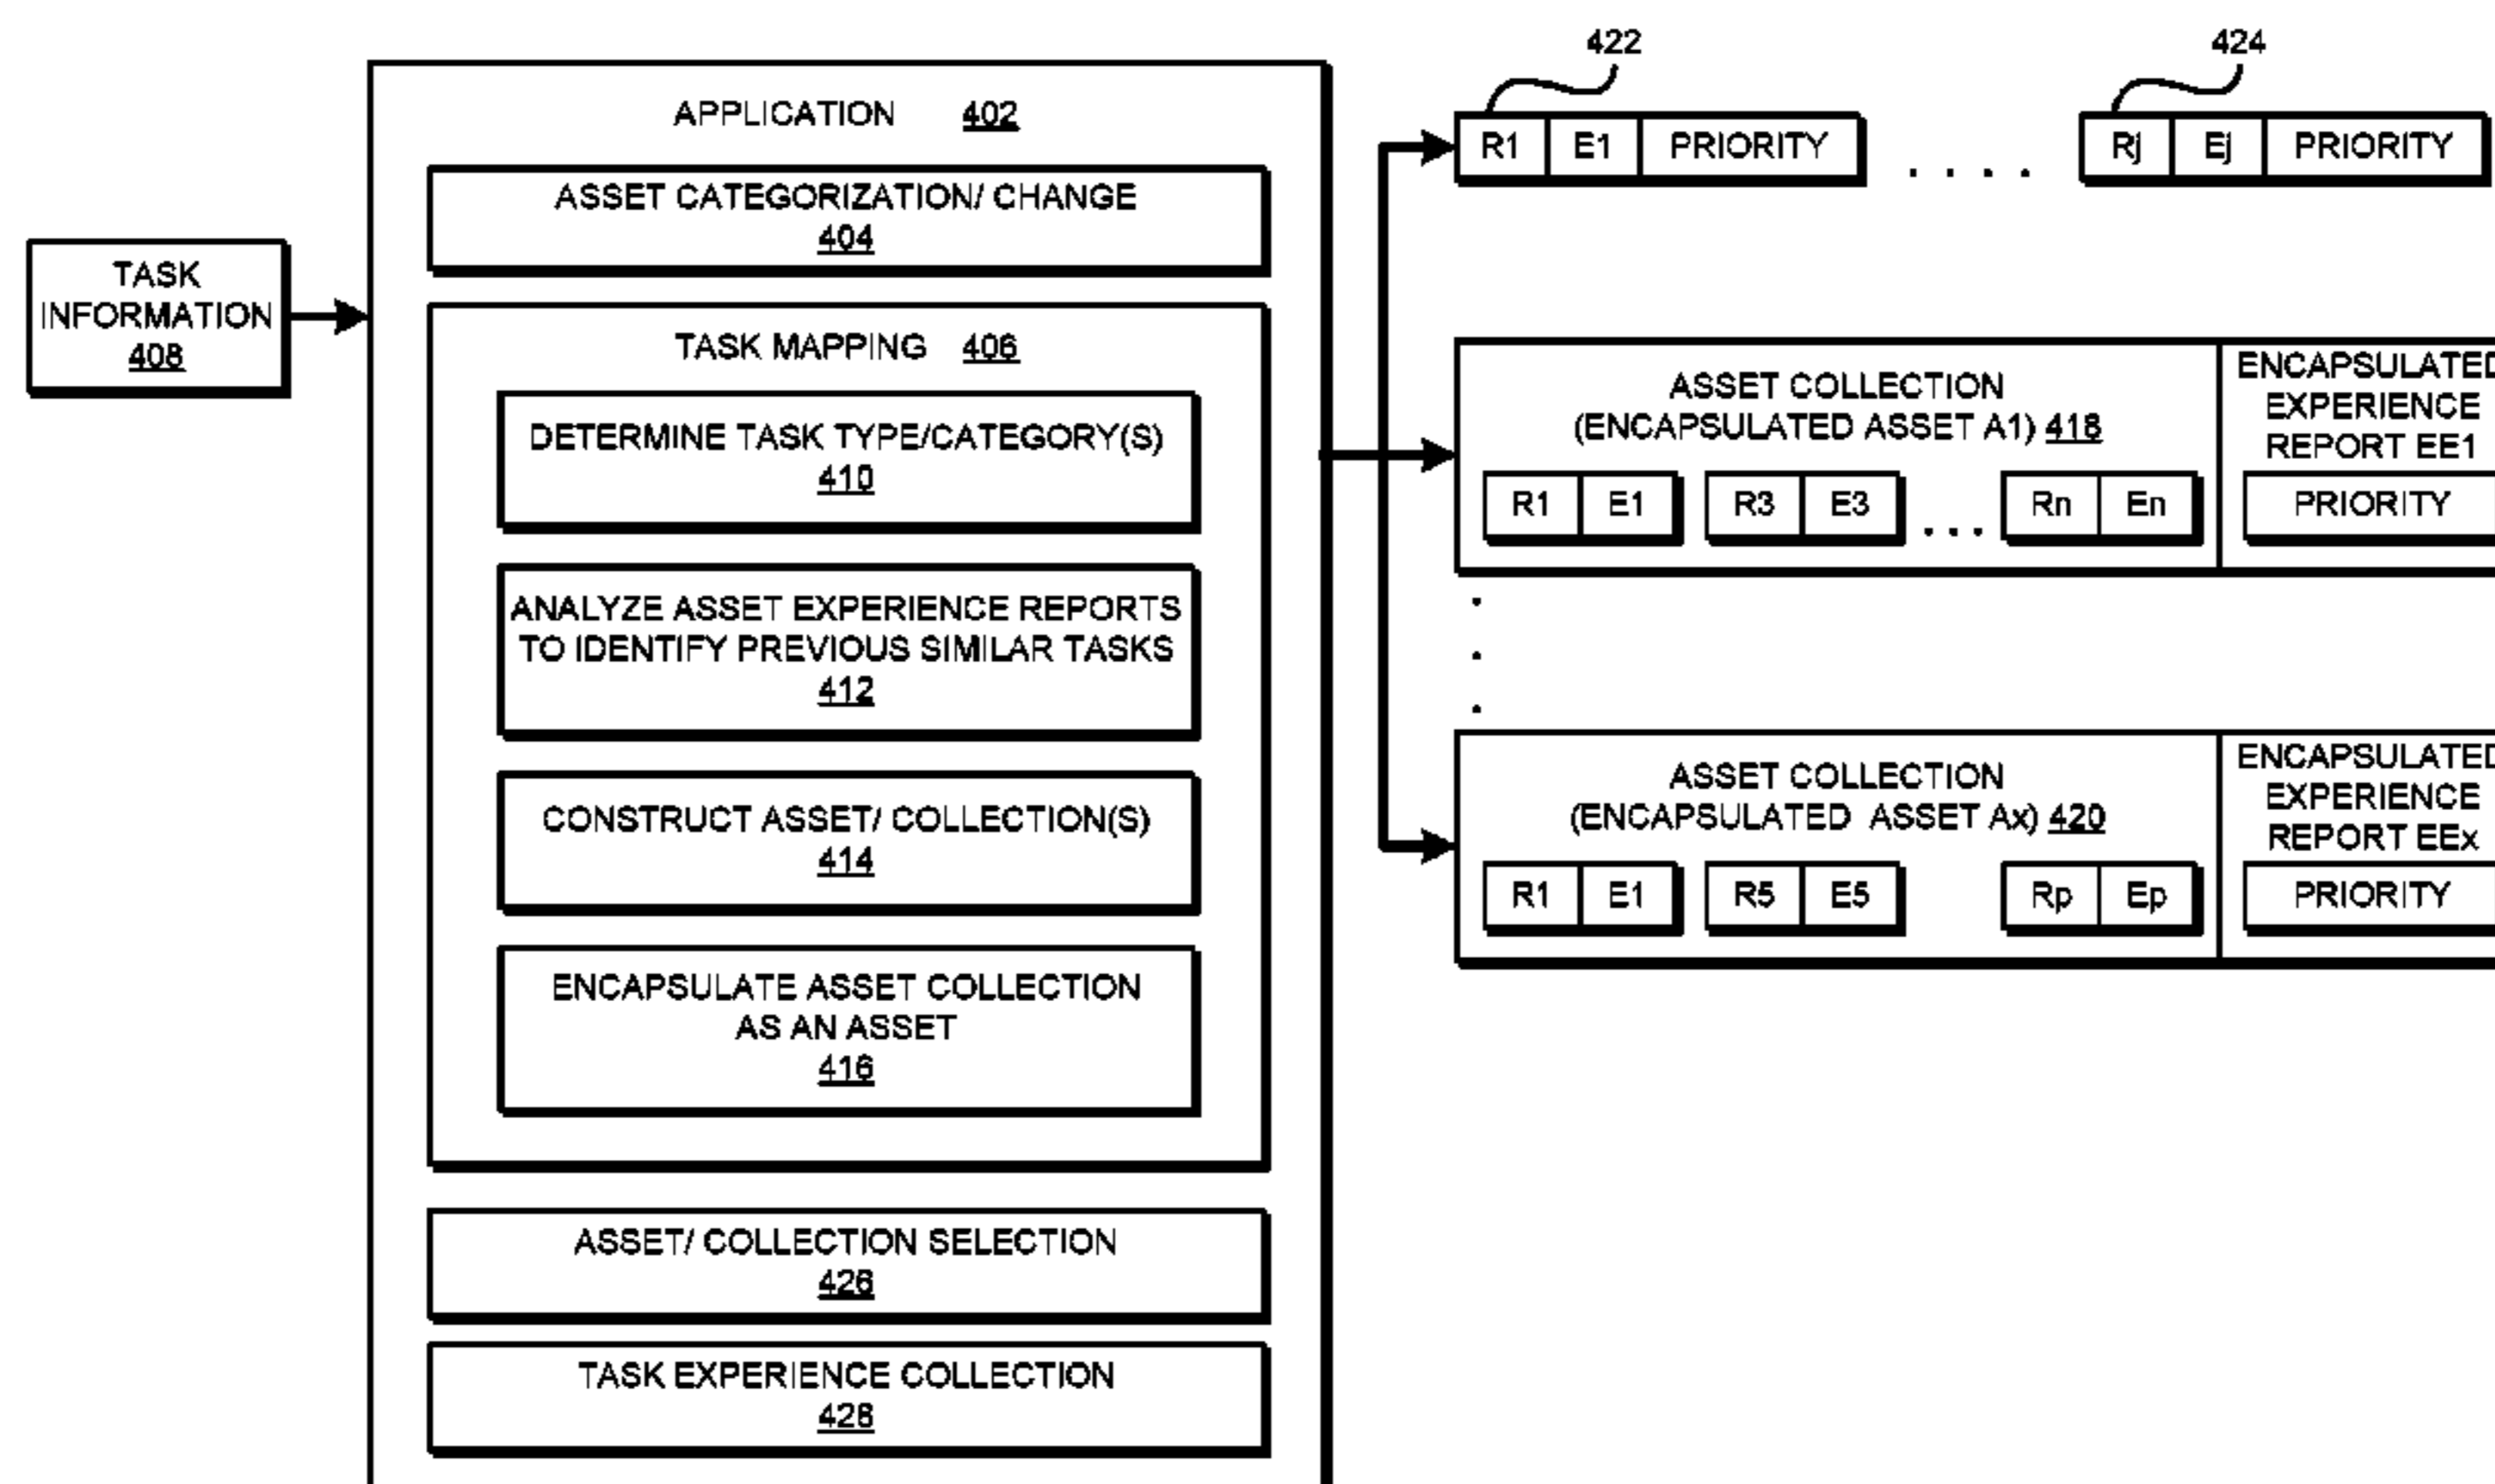 422
424
APPLICATION 402
R1 E1 PRIORITY
. . . .
Rj Ej PRIORITY
ASSET CATEGORIZATION/ CHANGE
404
TASK
INFORMATION
408
TASK MAPPING 406
DETERMINE TASK TYPE/CATEGORY(S)
410
ANALYZE ASSET EXPERIENCE REPORTS
TO IDENTIFY PREVIOUS SIMILAR TASKS
412
CONSTRUCT ASSET/ COLLECTION(S)
414
ENCAPSULATE ASSET COLLECTION
AS AN ASSET
416
ASSET/ COLLECTION SELECTION
426
TASK EXPERIENCE COLLECTION
428
ASSET COLLECTION
(ENCAPSULATED ASSET A1) 418
R1 E1 R3 E3 ... Rn En
ENCAPSULATED
EXPERIENCE
REPORT EE1
PRIORITY
.
.
.
ASSET COLLECTION
(ENCAPSULATED ASSET Ax) 420
R1 E1 R5 E5 Rp Ep
ENCAPSULATED
EXPERIENCE
REPORT EEx
PRIORITY